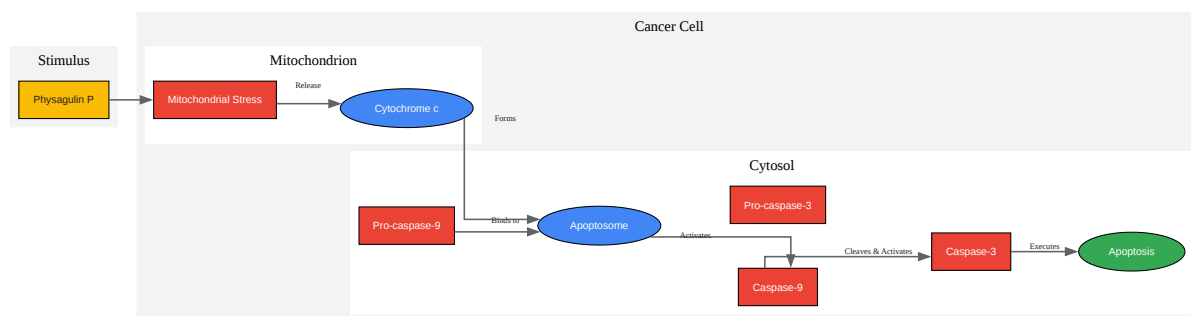 Cancer Cell
Stimulus
Mitochondrion
Physagulin P
Mitochondrial Stress
Release
Cytochrome c
Forms
Cytosol
Pro-caspase-3
Pro-caspase-9
Binds to
Apoptosome
Activates
Cleaves & Activates
Caspase-3
Executes
Apoptosis
Caspase-9